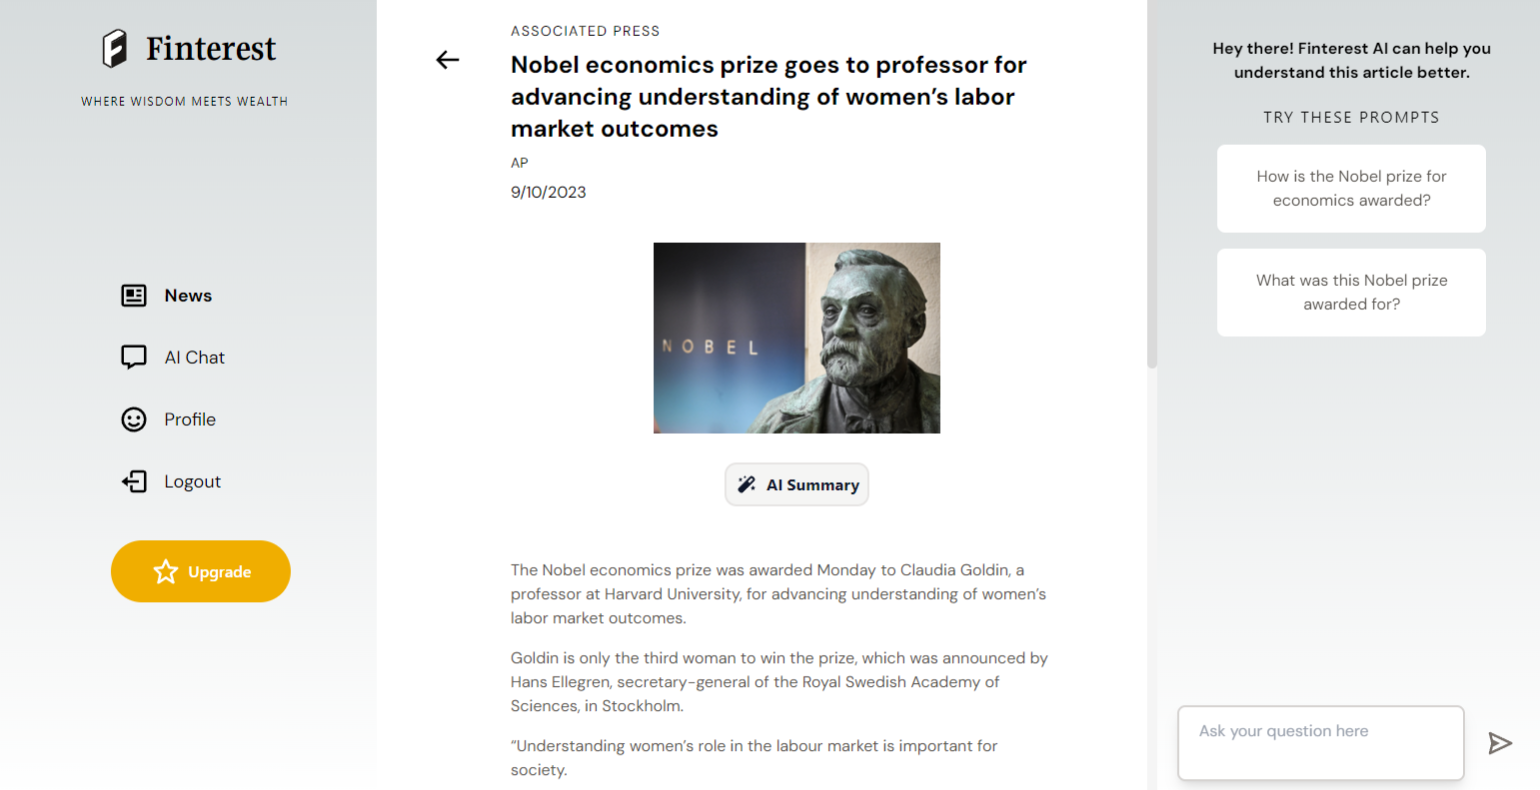 Finterest
WHERE WISDOM MEETS WEALTH
News
AI Chat
Profile
Logout
Upgrade
ASSOCIATED PRESS
Nobel economics prize goes to professor for
advancing understanding of women’s labor
market outcomes
AP
9/10/2023
NOBEL
AI Summary
The Nobel economics prize was awarded Monday to Claudia Goldin, a
professor at Harvard University, for advancing understanding of women’s
labor market outcomes.
Goldin is only the third woman to win the prize, which was announced by
Hans Ellegren, secretary-general of the Royal Swedish Academy of
Sciences, in Stockholm.
“Understanding women’s role in the labour market is important for
society.
Hey there! Finterest AI can help you
understand this article better.
TRY THESE PROMPTS
How is the Nobel prize for
economics awarded?
What was this Nobel prize
awarded for?
Ask your question here